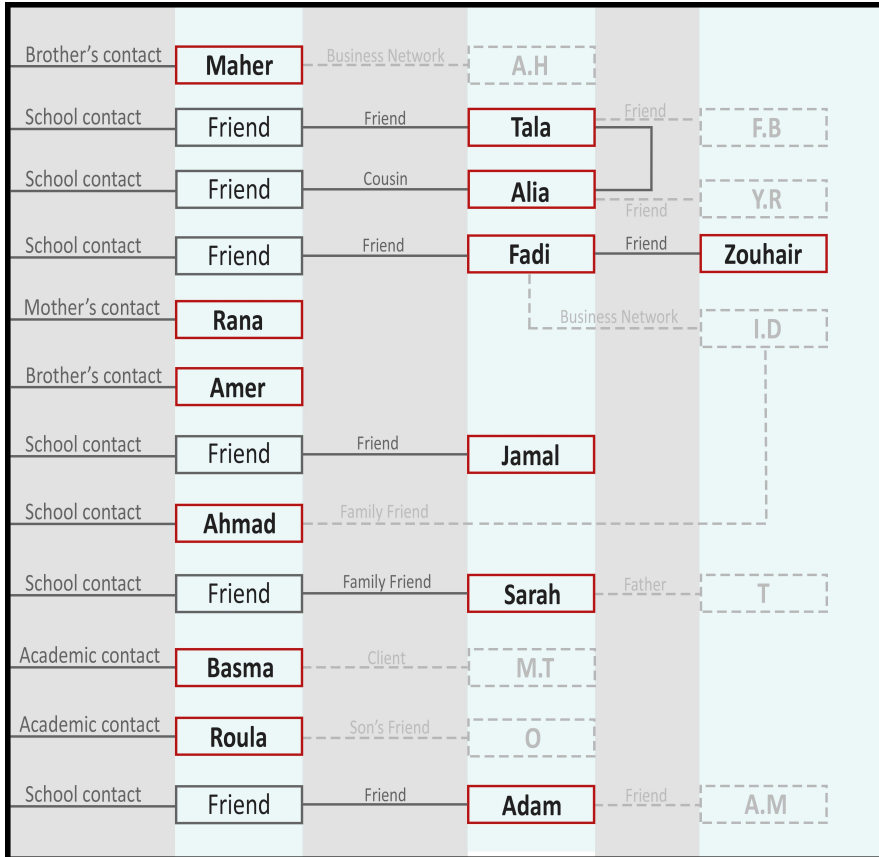 Brother's contact Maher Business Network A.H
School contact Friend Friend Tala Friend F.B
School contact Friend Cousin Alia Friend Y.R
School contact Friend Friend Fadi Friend Zouhair
Mother's contact Rana Business Network I.D
Brother's contact Amer
School contact Friend Friend Jamal
School contact Ahmad Family Friend
School contact Friend Family Friend Sarah Father T
Academic contact Basma Client M.T
Academic contact Roula Son's Friend O
School contact Friend Friend Adam Friend A.M